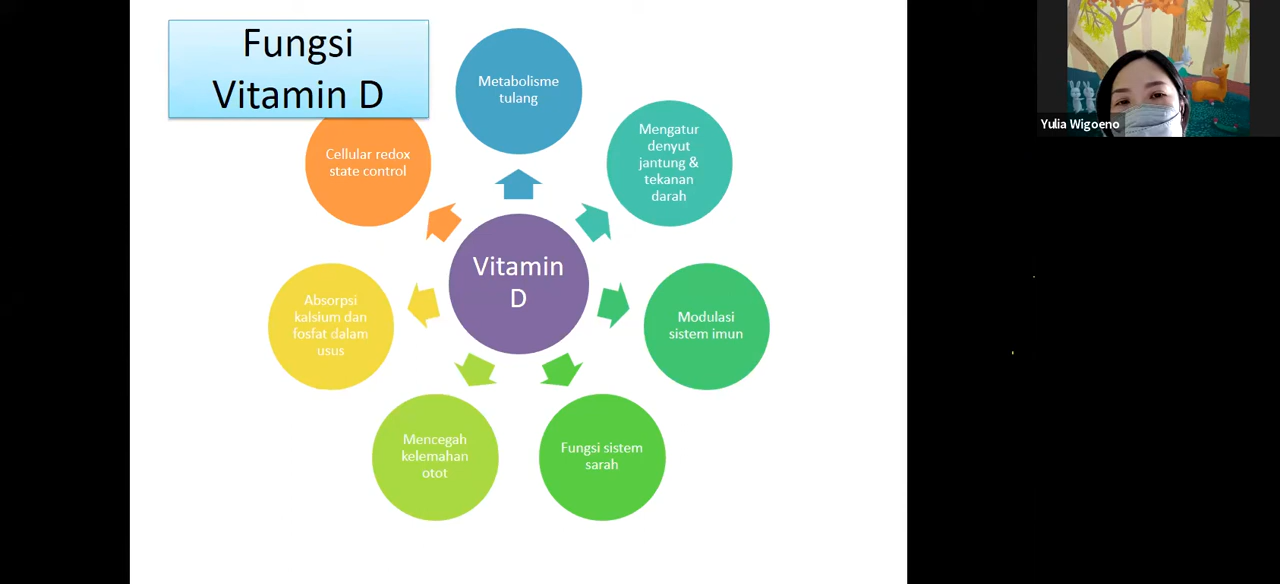 Fungsi
Vitamin D
Metabolisme
tulang
Mengatur
denyut
jantung &
tekanan
darah
Modulasi
sistem imun
Fungsi sistem
sarah
Mencegah
kelemahan
otot
Absorpsi
kalsium dan
fosfat dalam
usus
Cellular redox
state control
Vitamin
D
Yulia Wigoeno